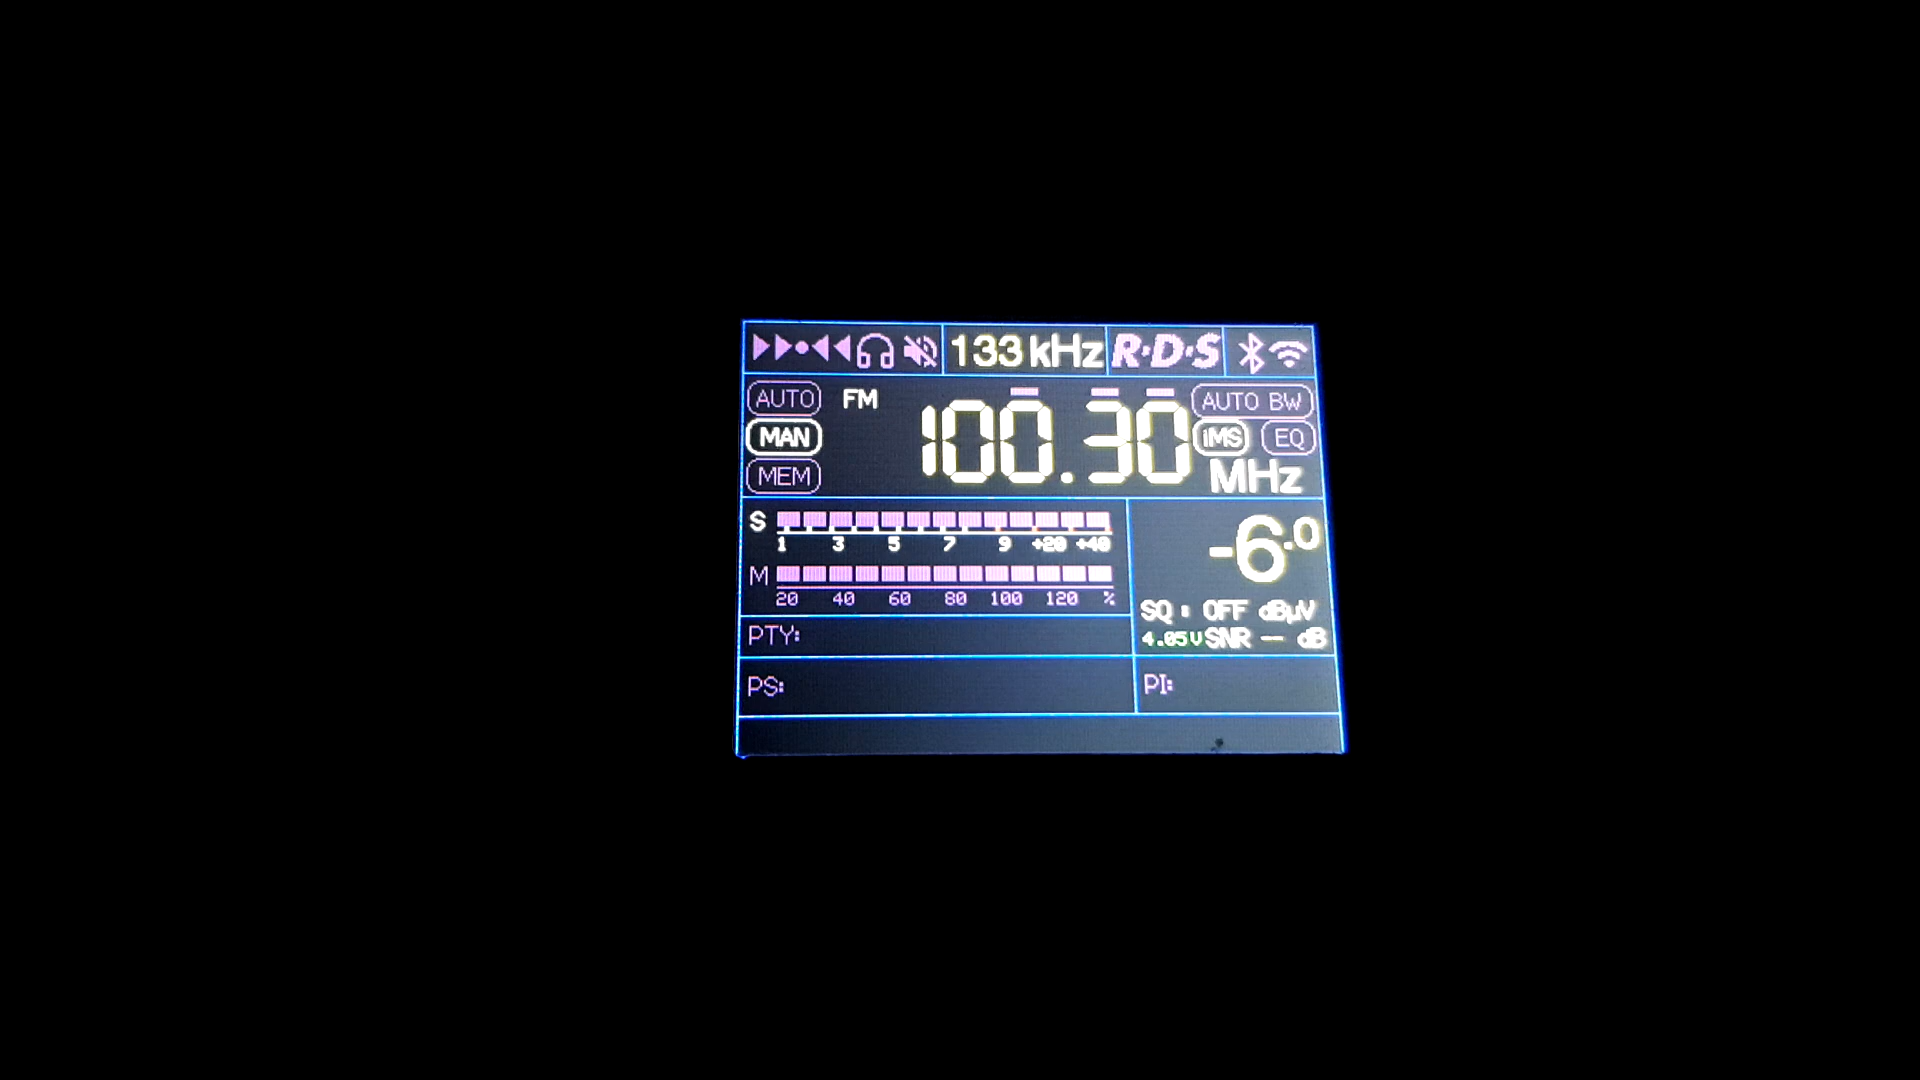 133 kHz R·D·S
AUTO FM 100.30 AUTO BW
MAN iMS EQ
MEM MHz
S
1 3 5 7 9 +20 +40
-6.0
M
20 40 60 80 100 120 %
SQ : OFF dBµV
PTY: 4.05V SNR -- dB
PS: PI: